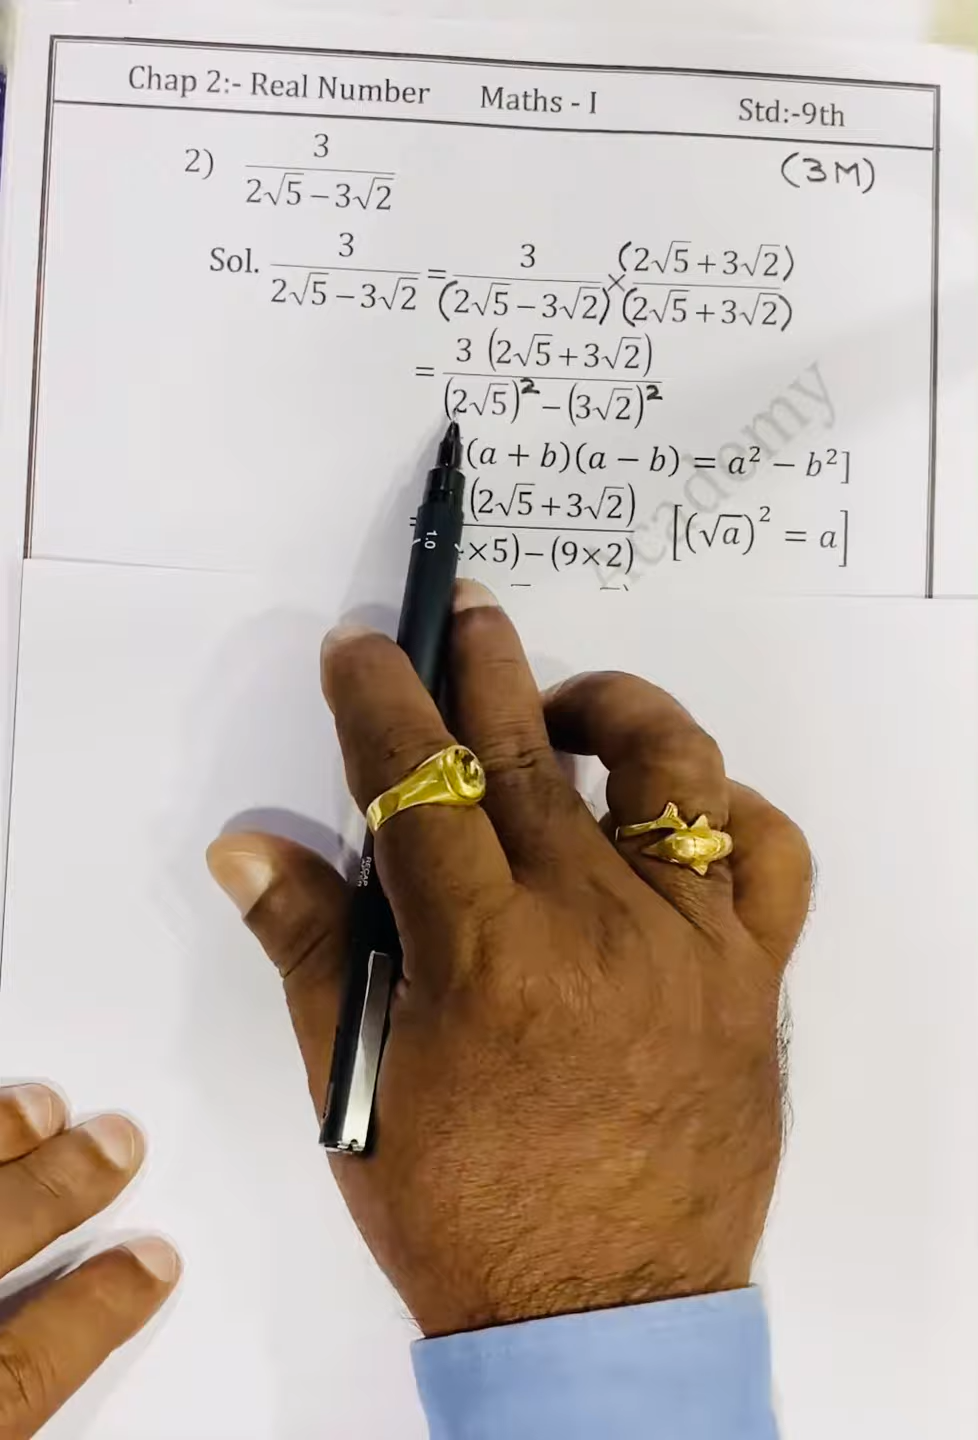 Chap 2:- Real Number Maths - I Std:-9th
2) 3/(2√5 – 3√2) (3M)
Sol. 3/(2√5 – 3√2) = 3/(2√5 – 3√2) × (2√5 + 3√2)/(2√5 + 3√2)
= 3 (2√5 + 3√2)/((2√5)² – (3√2)²)
(a + b)(a – b) = a² – b²]
= (2√5 + 3√2)/(×5) – (9×2) [(√a)² = a]
Academy
1.0